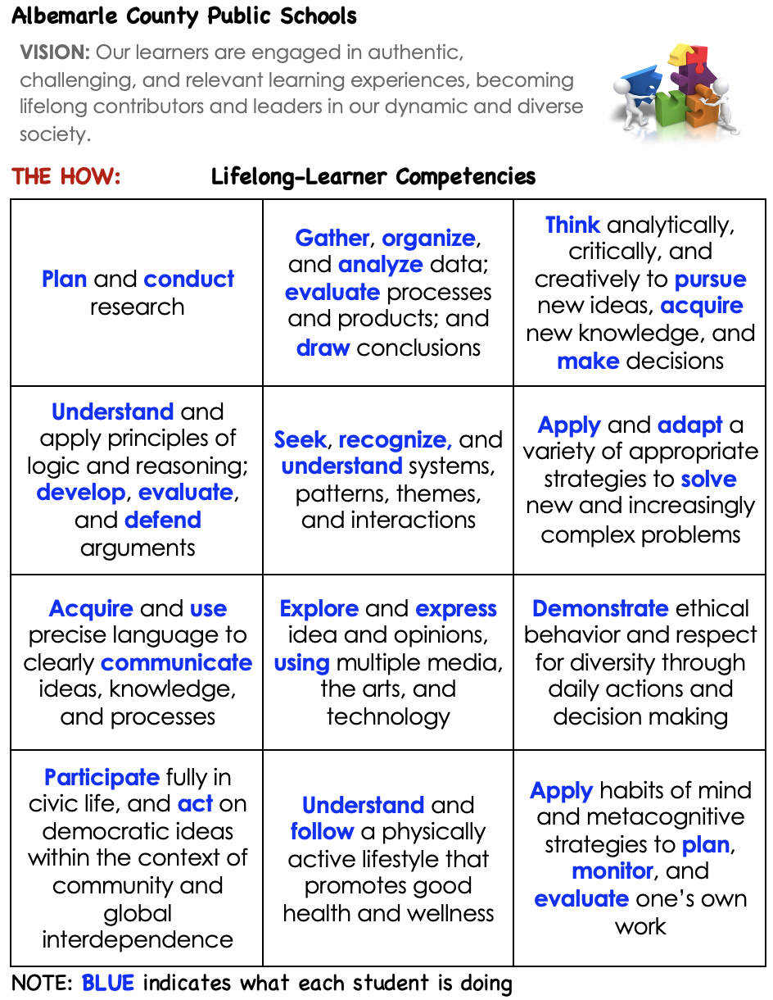 Albemarle County Public Schools
VISION: Our learners are engaged in authentic,
challenging, and relevant learning experiences, becoming
lifelong contributors and leaders in our dynamic and diverse
society.
THE HOW: Lifelong-Learner Competencies
Plan and conduct
research
Gather, organize,
and analyze data;
evaluate processes
and products; and
draw conclusions
Think analytically,
critically, and
creatively to pursue
new ideas, acquire
new knowledge, and
make decisions
Understand and
apply principles of
logic and reasoning;
develop, evaluate,
and defend
arguments
Seek, recognize, and
understand systems,
patterns, themes,
and interactions
Apply and adapt a
variety of appropriate
strategies to solve
new and increasingly
complex problems
Acquire and use
precise language to
clearly communicate
ideas, knowledge,
and processes
Explore and express
idea and opinions,
using multiple media,
the arts, and
technology
Demonstrate ethical
behavior and respect
for diversity through
daily actions and
decision making
Participate fully in
civic life, and act on
democratic ideas
within the context of
community and
global
interdependence
Understand and
follow a physically
active lifestyle that
promotes good
health and wellness
Apply habits of mind
and metacognitive
strategies to plan,
monitor, and
evaluate one’s own
work
NOTE: BLUE indicates what each student is doing